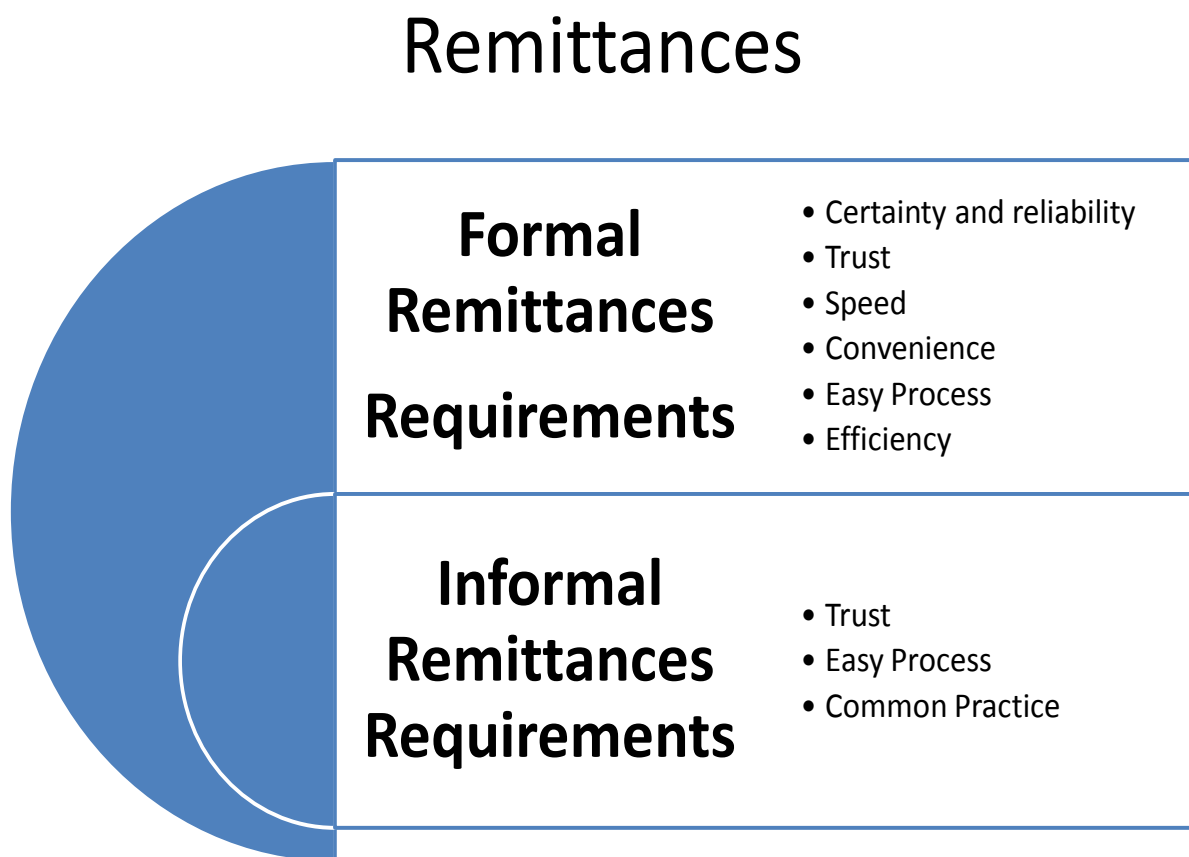 Remittances
Formal
Remittances
Requirements
• Certainty and reliability
• Trust
• Speed
• Convenience
• Easy Process
• Efficiency
Informal
Remittances
Requirements
• Trust
• Easy Process
• Common Practice